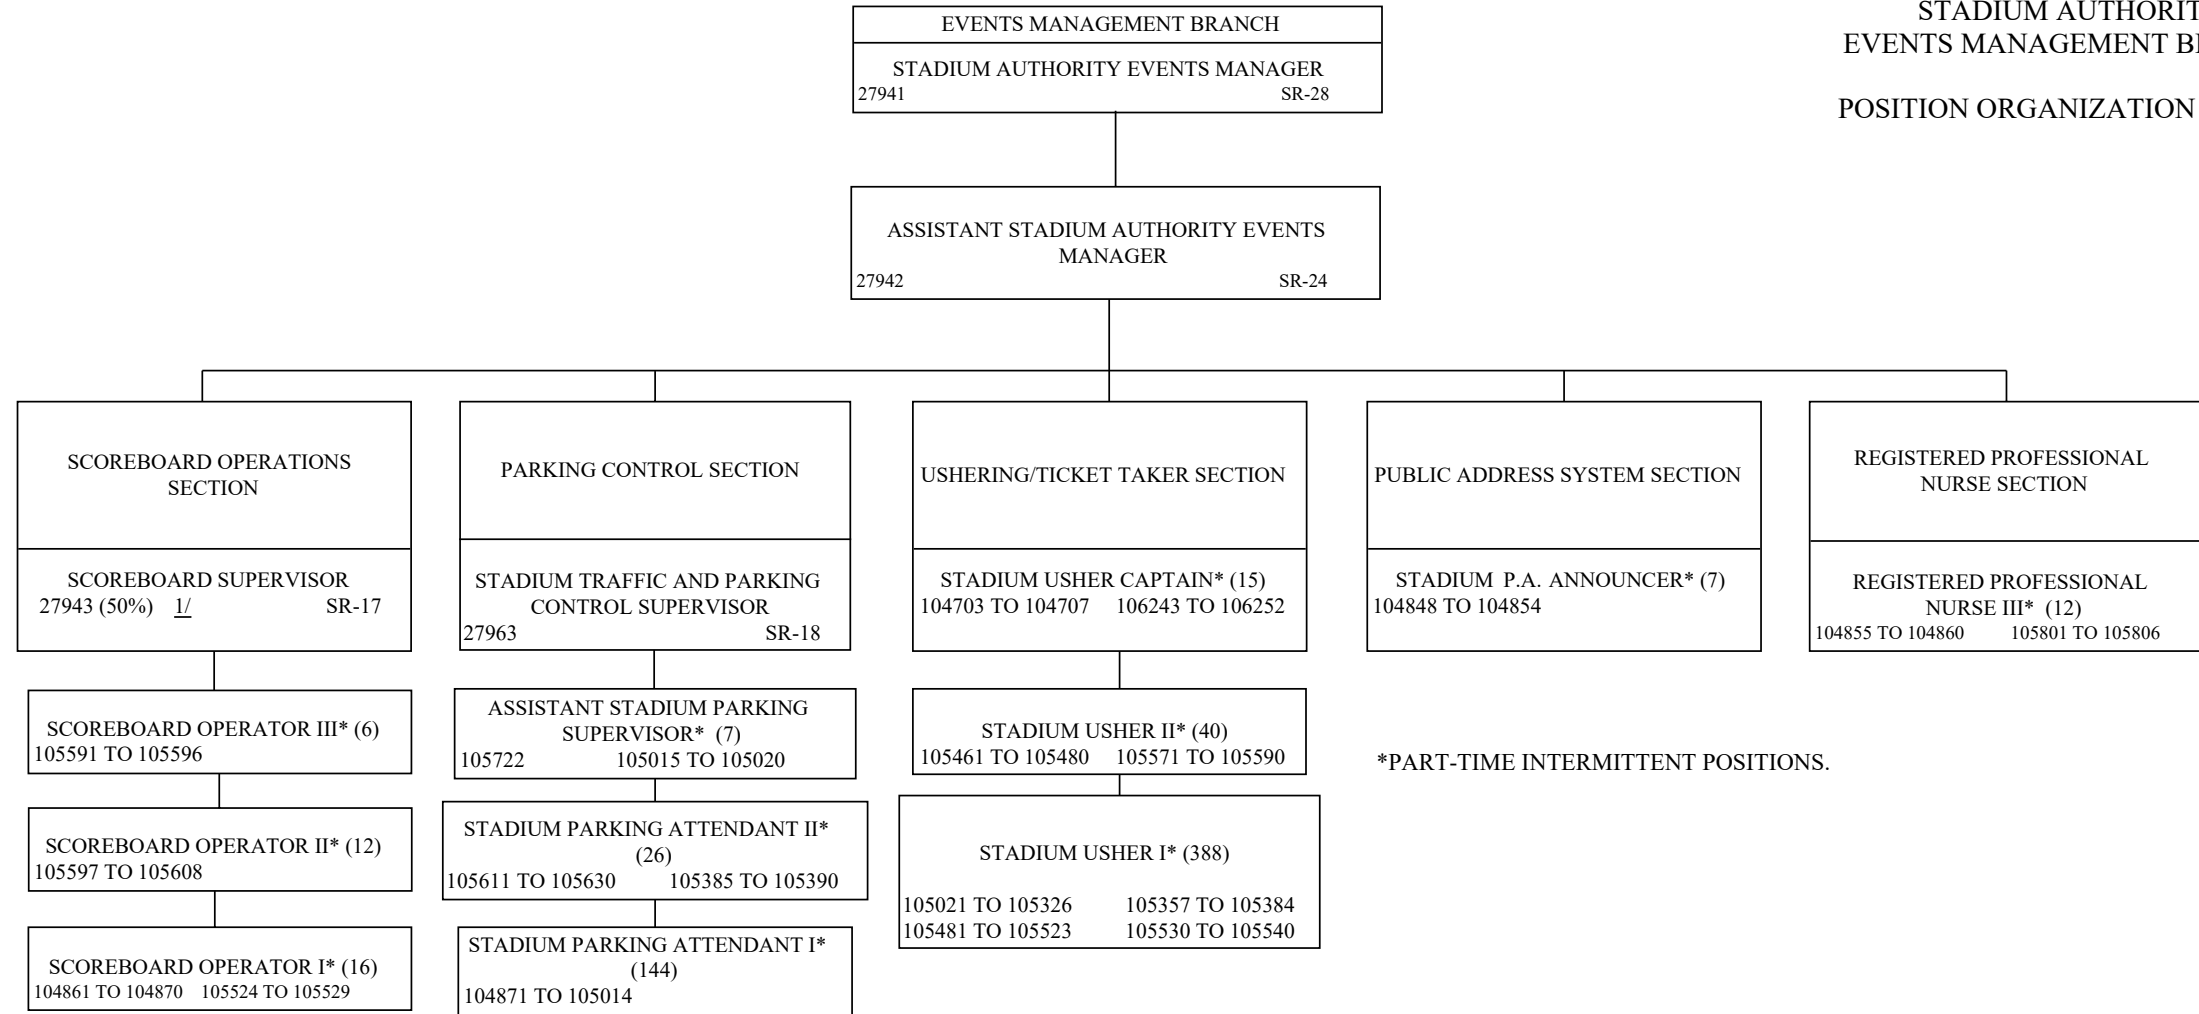 STADIUM AUTHORIT
EVENTS MANAGEMENT B
POSITION ORGANIZATION
EVENTS MANAGEMENT BRANCH
STADIUM AUTHORITY EVENTS MANAGER
27941 SR-28
ASSISTANT STADIUM AUTHORITY EVENTS
MANAGER
27942 SR-24
SCOREBOARD OPERATIONS
SECTION
SCOREBOARD SUPERVISOR
27943 (50%) 1/ SR-17
SCOREBOARD OPERATOR III* (6)
105591 TO 105596
SCOREBOARD OPERATOR II* (12)
105597 TO 105608
SCOREBOARD OPERATOR I* (16)
104861 TO 104870 105524 TO 105529
PARKING CONTROL SECTION
STADIUM TRAFFIC AND PARKING
CONTROL SUPERVISOR
27963 SR-18
ASSISTANT STADIUM PARKING
SUPERVISOR* (7)
105722 105015 TO 105020
STADIUM PARKING ATTENDANT II*
(26)
105611 TO 105630 105385 TO 105390
STADIUM PARKING ATTENDANT I*
(144)
104871 TO 105014
USHERING/TICKET TAKER SECTION
STADIUM USHER CAPTAIN* (15)
104703 TO 104707 106243 TO 106252
STADIUM USHER II* (40)
105461 TO 105480 105571 TO 105590
STADIUM USHER I* (388)
105021 TO 105326 105357 TO 105384
105481 TO 105523 105530 TO 105540
PUBLIC ADDRESS SYSTEM SECTION
STADIUM P.A. ANNOUNCER* (7)
104848 TO 104854
REGISTERED PROFESSIONAL
NURSE SECTION
REGISTERED PROFESSIONAL
NURSE III* (12)
104855 TO 104860 105801 TO 105806
*PART-TIME INTERMITTENT POSITIONS.